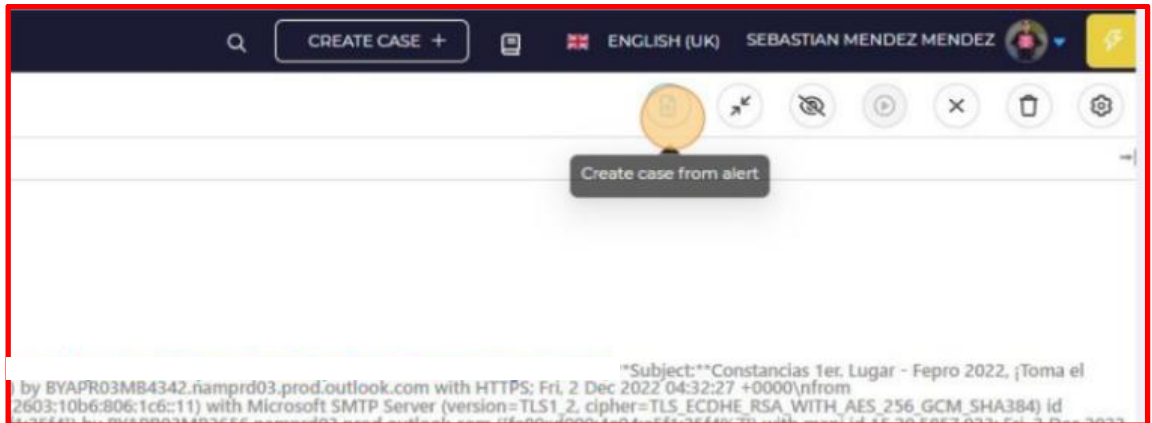 CREATE CASE +
ENGLISH (UK)
SEBASTIAN MENDEZ MENDEZ
Create case from alert
**Subject:**Constancias 1er. Lugar - Fepro 2022, ¡Toma el
) by BYAPR03MB4342.namprd03.prod.outlook.com with HTTPS; Fri, 2 Dec 2022 04:32:27 +0000\nfrom
2603:10b6:806:1c6::11) with Microsoft SMTP Server (version=TLS1_2, cipher=TLS_ECDHE_RSA_WITH_AES_256_GCM_SHA384) id